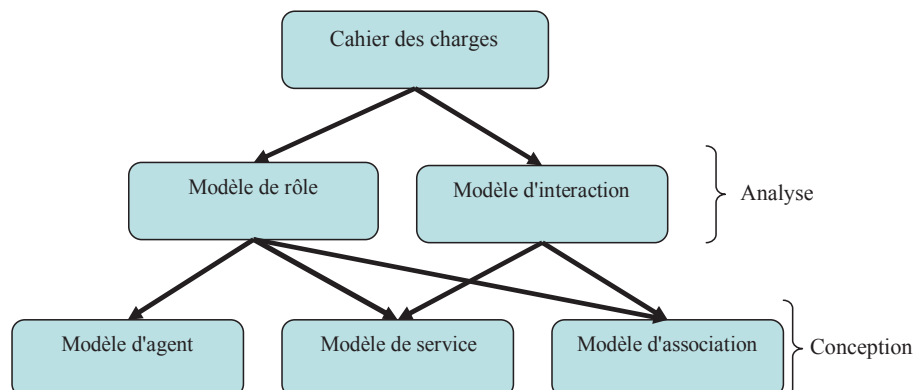 Cahier des charges
Modèle de rôle
Modèle d'interaction
Analyse
Modèle d'agent
Modèle de service
Modèle d'association
Conception